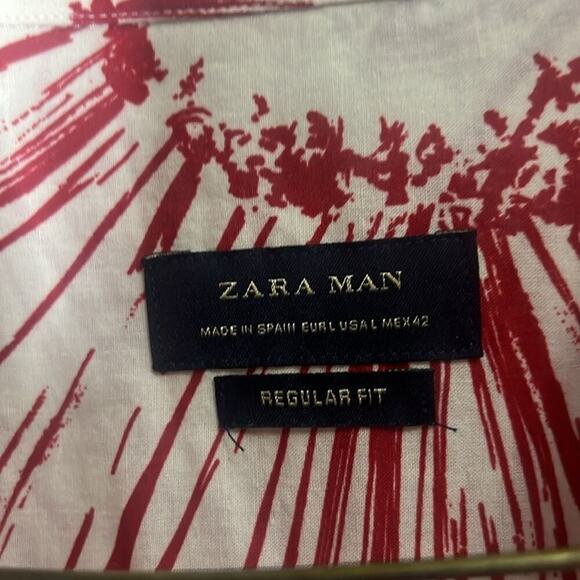 ZARA MAN
MADE IN SPAIN EUR L USA L MEX 42
REGULAR FIT